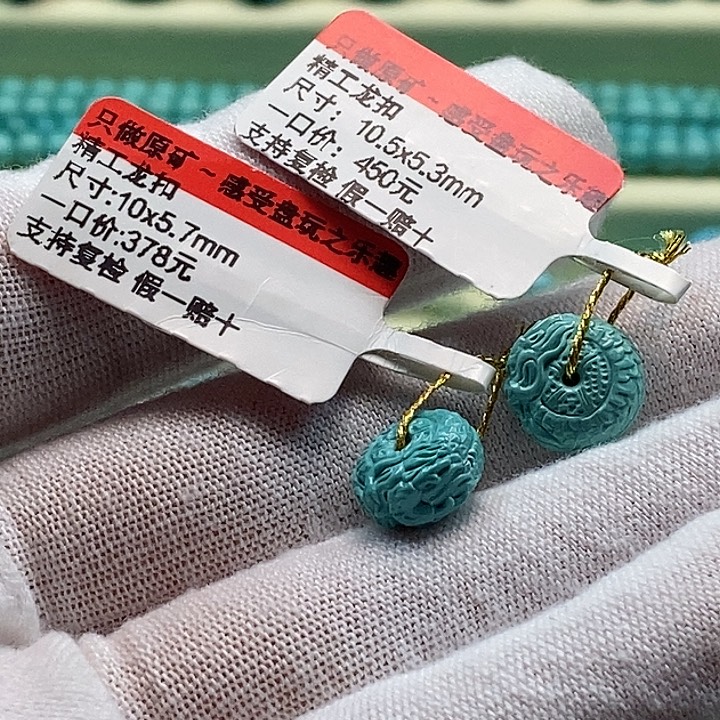 只做原矿~感受盘玩之乐趣
精工龙扣
尺寸:10x5.7mm
一口价:378元
支持复检 假一赔十
只做原矿~感受盘玩之乐趣
精工龙扣
尺寸: 10.5x5.3mm
一口价: 450元
支持复检 假一赔十